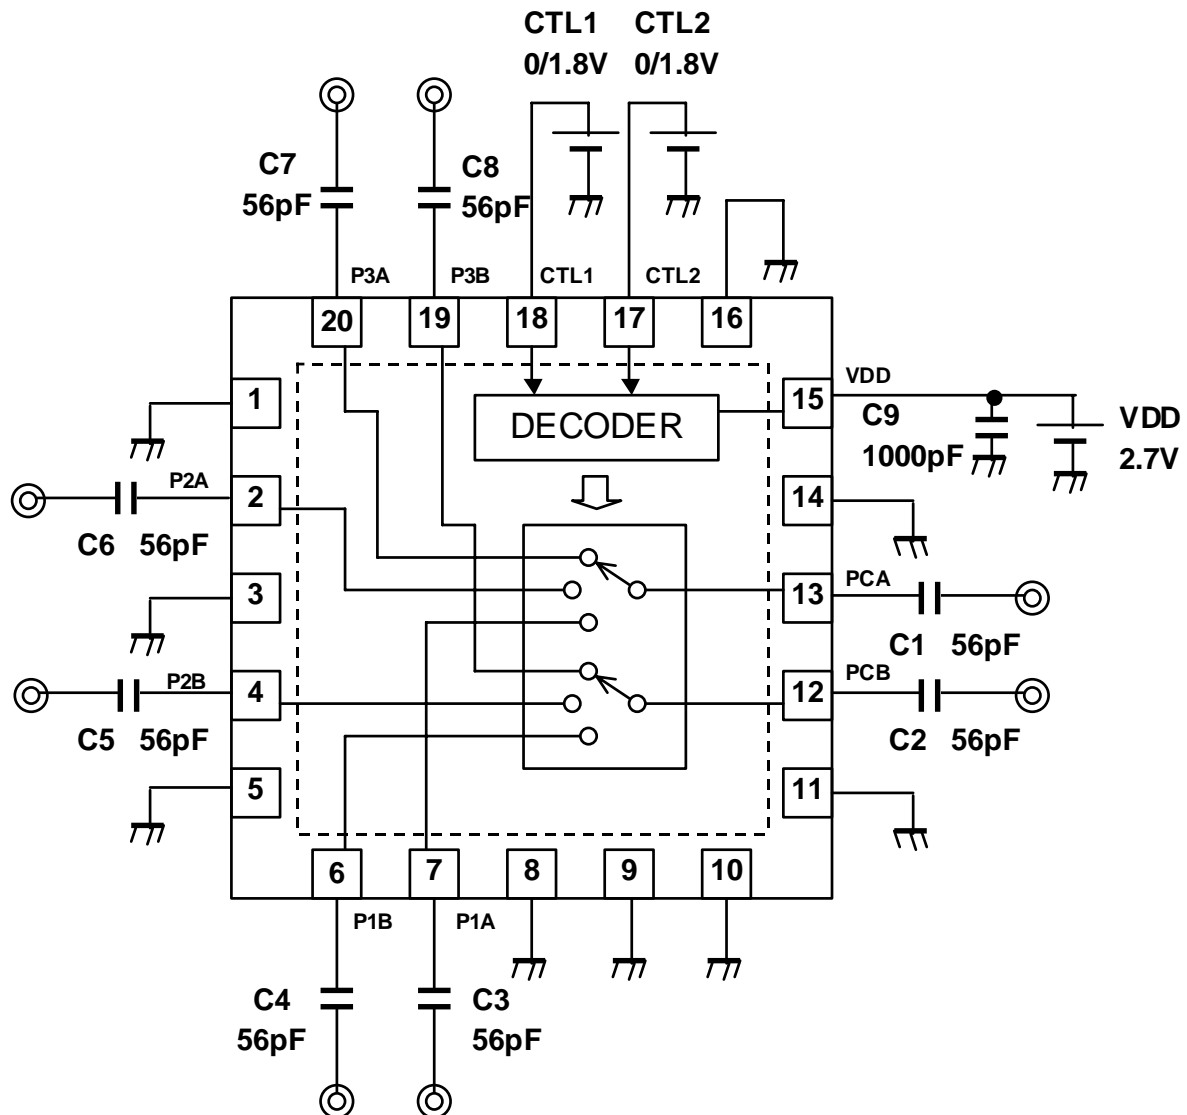 CTL1 CTL2
0/1.8V 0/1.8V
C7 C8
56pF 56pF
P3A P3B CTL1 CTL2
20 19 18 17 16
1 15 VDD
DECODER
C9 VDD
1000pF 2.7V
P2A 2 14
C6 56pF
3 13 PCA
C1 56pF
P2B 4 12 PCB
C5 56pF C2 56pF
5 11
6 7 8 9 10
P1B P1A
C4 C3
56pF 56pF